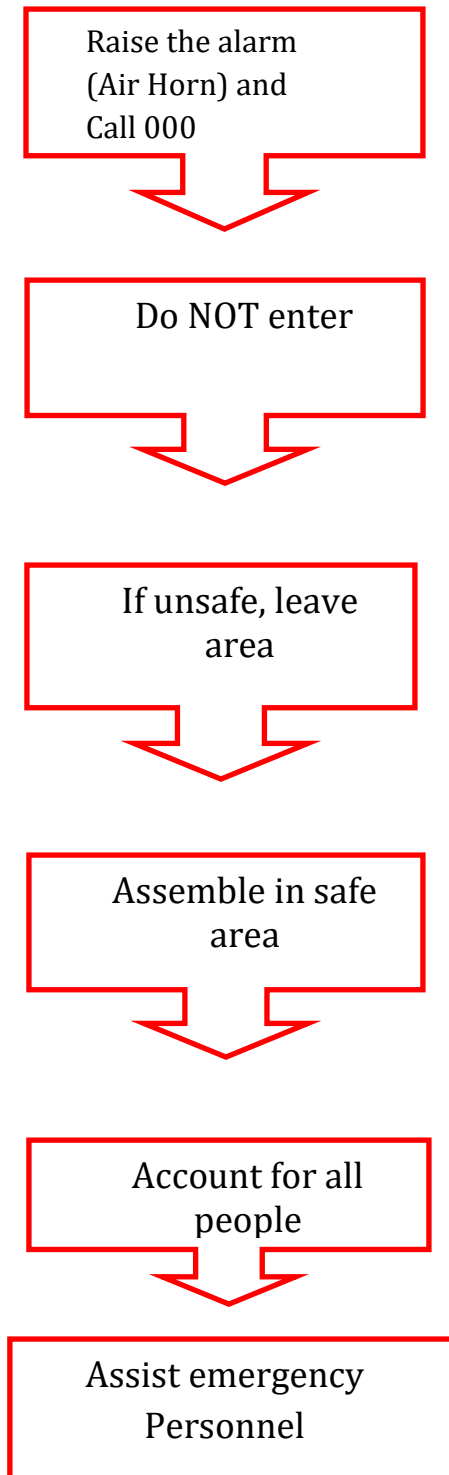 Raise the alarm
(Air Horn) and
Call 000
Do NOT enter
If unsafe, leave
area
Assemble in safe
area
Account for all
people
Assist emergency
Personnel